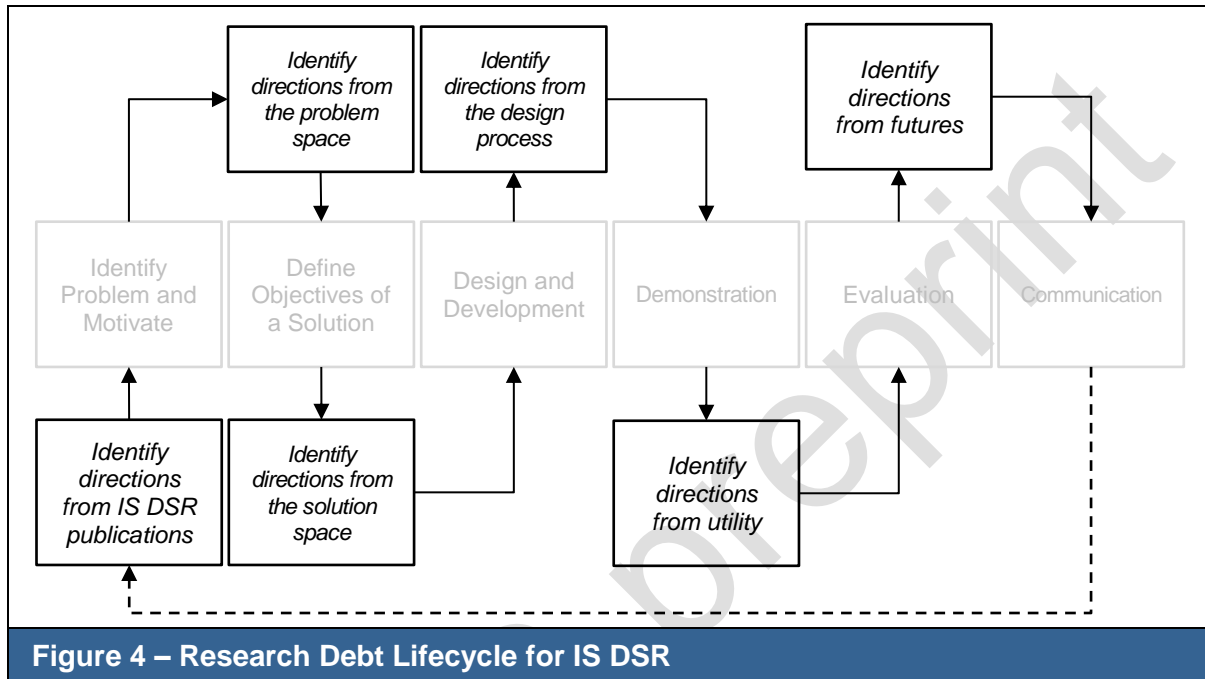 Identify
directions from
the problem
space
Identify
directions from
the design
process
Identify
directions
from futures
Identify
Problem and
Motivate
Define
Objectives of
a Solution
Design and
Development
Demonstration
Evaluation
Communication
Identify
directions
from IS DSR
publications
Identify
directions from
the solution
space
Identify
directions
from utility
preprint
Figure 4 – Research Debt Lifecycle for IS DSR